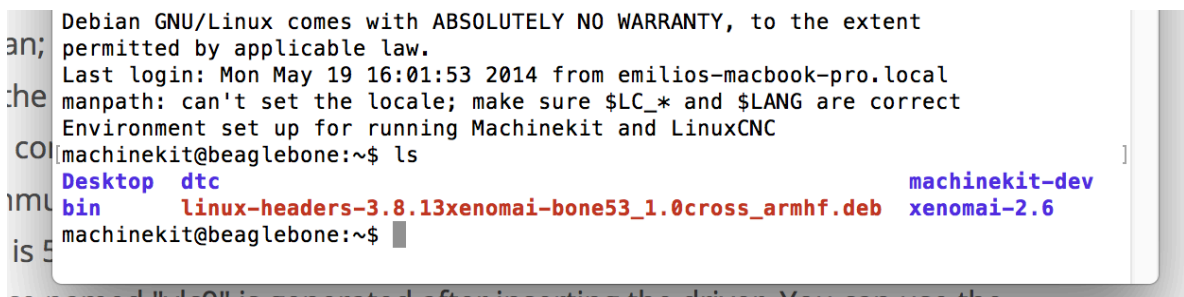 Debian GNU/Linux comes with ABSOLUTELY NO WARRANTY, to the extent
permitted by applicable law.
Last login: Mon May 19 16:01:53 2014 from emilios-macbook-pro.local
manpath: can't set the locale; make sure $LC_* and $LANG are correct
Environment set up for running Machinekit and LinuxCNC
[machinekit@beaglebone:~$ ls ]
Desktop dtc machinekit-dev
bin linux-headers-3.8.13xenomai-bone53_1.0cross_armhf.deb xenomai-2.6
machinekit@beaglebone:~$
is